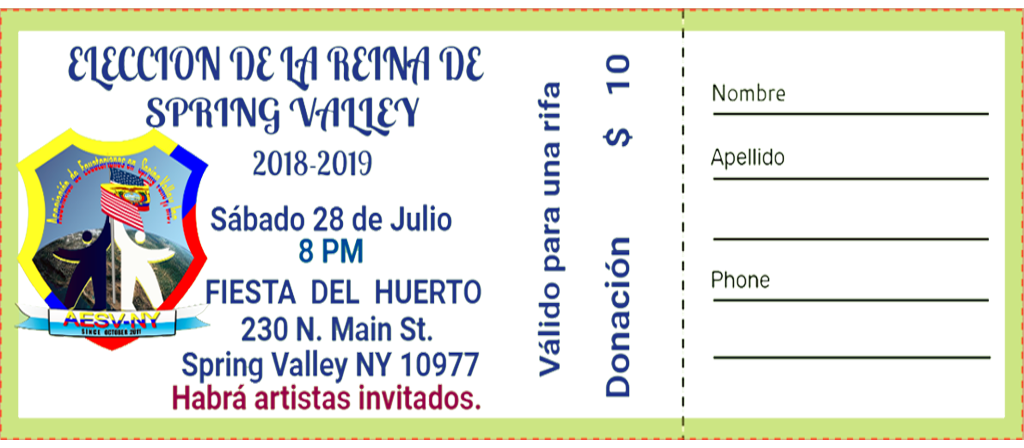 ELECCION DE LA REINA DE
SPRING VALLEY
2018-2019
Sábado 28 de Julio
8 PM
FIESTA DEL HUERTO
230 N. Main St.
Spring Valley NY 10977
Habrá artistas invitados.
Asociación de Ecuatorianos en Spring Valley
AESV-NY
SINCE OCTOBER 2011
Válido para una rifa
Donación $ 10
Nombre
Apellido
Phone